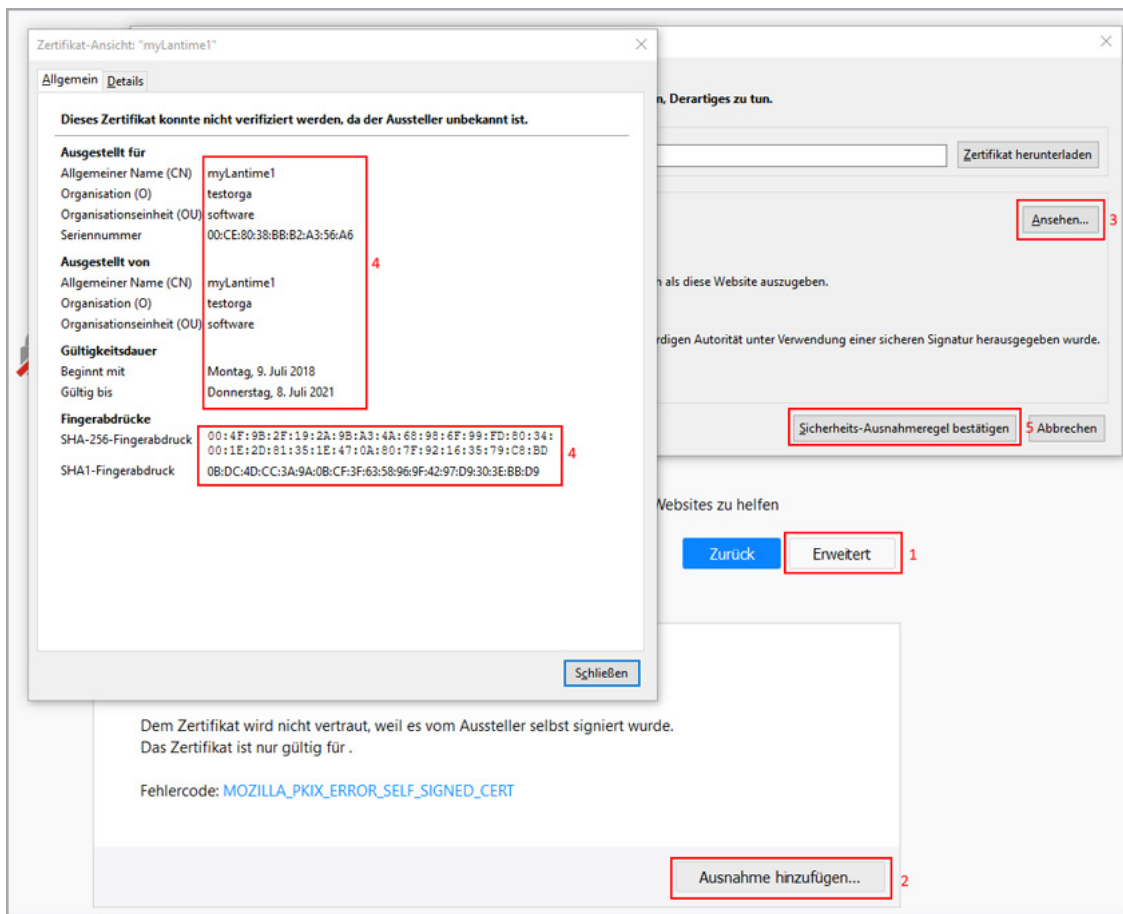 Zertifikat-Ansicht: "myLantime1"
Allgemein Details
Dieses Zertifikat konnte nicht verifiziert werden, da der Aussteller unbekannt ist.
Ausgestellt für
Allgemeiner Name (CN) myLantime1
Organisation (O) testorga
Organisationseinheit (OU) software
Seriennummer 00:CE:80:38:BB:B2:A3:56:A6
Ausgestellt von
Allgemeiner Name (CN) myLantime1
Organisation (O) testorga
Organisationseinheit (OU) software
4
Gültigkeitsdauer
Beginnt mit Montag, 9. Juli 2018
Gültig bis Donnerstag, 8. Juli 2021
Fingerabdrücke
SHA-256-Fingerabdruck 00:4F:9B:2F:19:2A:9B:A3:4A:68:98:6F:99:FD:80:34:
00:1E:2D:81:35:1E:47:0A:80:7F:92:16:35:79:C8:BD
SHA1-Fingerabdruck 0B:DC:4D:CC:3A:9A:0B:CF:3F:63:58:96:9F:42:97:D9:30:3E:BB:D9
4
Schließen
n, Derartiges zu tun.
Zertifikat herunterladen
Ansehen... 3
h als diese Website auszugeben.
rdigen Autorität unter Verwendung einer sicheren Signatur herausgegeben wurde.
Sicherheits-Ausnahmeregel bestätigen 5 Abbrechen
Websites zu helfen
Zurück Erweitert 1
Dem Zertifikat wird nicht vertraut, weil es vom Aussteller selbst signiert wurde.
Das Zertifikat ist nur gültig für .
Fehlercode: MOZILLA_PKIX_ERROR_SELF_SIGNED_CERT
Ausnahme hinzufügen... 2